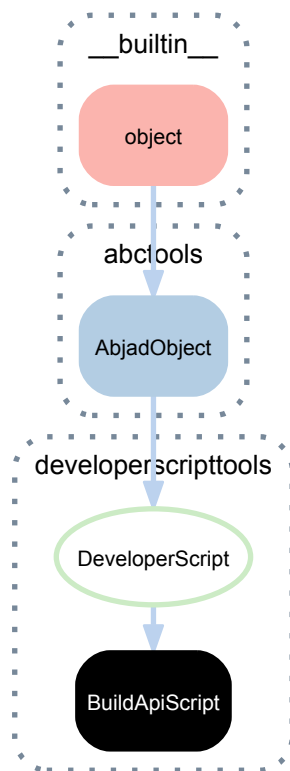 __builtin__
object
abctools
AbjadObject
developerscripttools
DeveloperScript
BuildApiScript